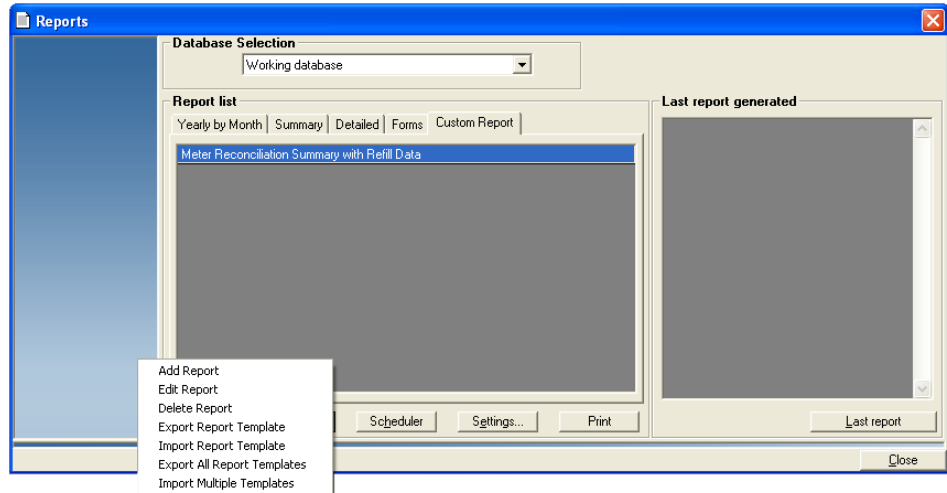 Reports
Database Selection
Working database
Report list
Yearly by Month
Summary
Detailed
Forms
Custom Report
Meter Reconciliation Summary with Refill Data
Last report generated
Add Report
Edit Report
Delete Report
Export Report Template
Import Report Template
Export All Report Templates
Import Multiple Templates
Scheduler
Settings...
Print
Last report
Close